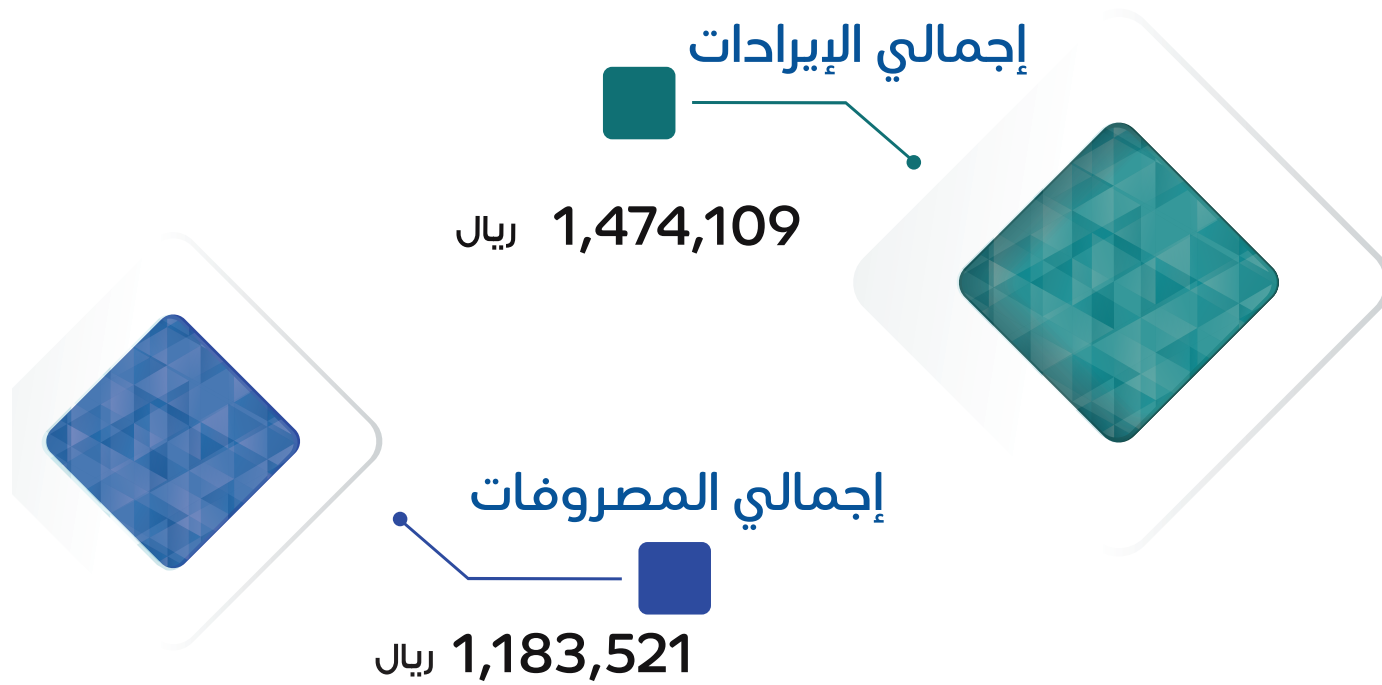 إجمالي الإيرادات
1,474,109 ريال
إجمالي المصروفات
1,183,521 ريال